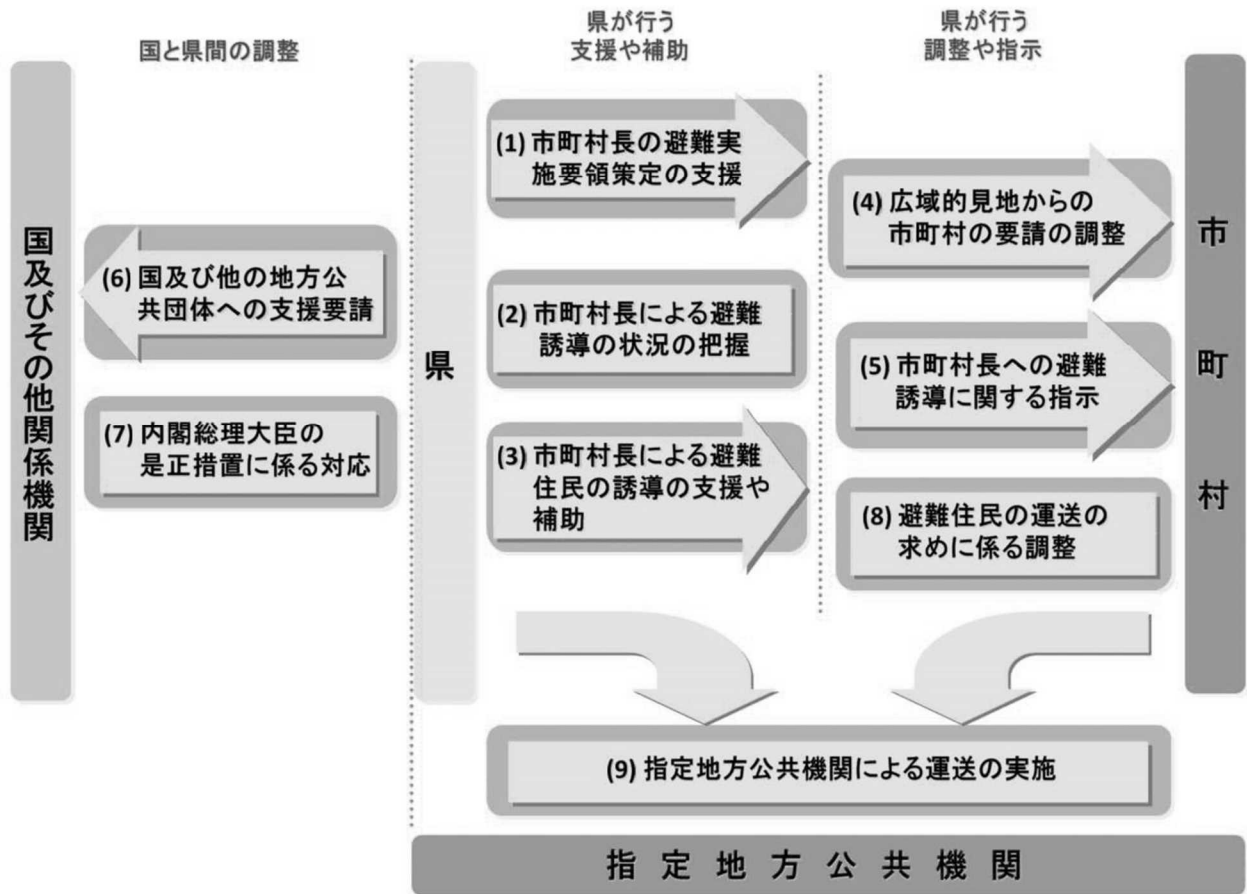 国と県間の調整
県が行う
支援や補助
県が行う
調整や指示
国及びその他関係機関
県
市町村
(1) 市町村長の避難実
施要領策定の支援
(2) 市町村長による避難
誘導の状況の把握
(3) 市町村長による避難
住民の誘導の支援や
補助
(4) 広域的見地からの
市町村の要請の調整
(5) 市町村長への避難
誘導に関する指示
(6) 国及び他の地方公
共団体への支援要請
(7) 内閣総理大臣の
是正措置に係る対応
(8) 避難住民の運送の
求めに係る調整
(9) 指定地方公共機関による運送の実施
指定地方公共機関